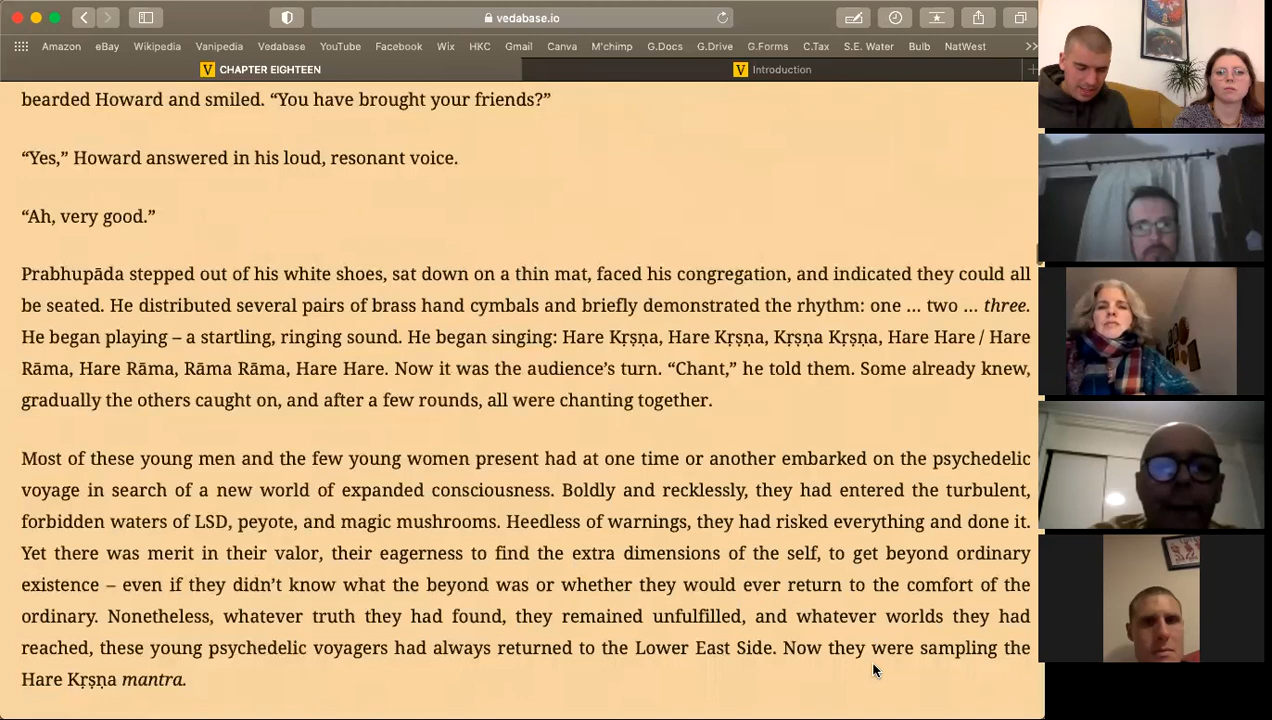 vedabase.io
Amazon eBay Wikipedia Vanipedia Vedabase YouTube Facebook Wix HKC Gmail Canva M'chimp G.Docs G.Drive G.Forms C.Tax S.E. Water Bulb NatWest >>
V CHAPTER EIGHTEEN V Introduction +
bearded Howard and smiled. “You have brought your friends?”
“Yes,” Howard answered in his loud, resonant voice.
“Ah, very good.”
Prabhupāda stepped out of his white shoes, sat down on a thin mat, faced his congregation, and indicated they could all
be seated. He distributed several pairs of brass hand cymbals and briefly demonstrated the rhythm: one … two … three.
He began playing – a startling, ringing sound. He began singing: Hare Kṛṣṇa, Hare Kṛṣṇa, Kṛṣṇa Kṛṣṇa, Hare Hare / Hare
Rāma, Hare Rāma, Rāma Rāma, Hare Hare. Now it was the audience’s turn. “Chant,” he told them. Some already knew,
gradually the others caught on, and after a few rounds, all were chanting together.
Most of these young men and the few young women present had at one time or another embarked on the psychedelic
voyage in search of a new world of expanded consciousness. Boldly and recklessly, they had entered the turbulent,
forbidden waters of LSD, peyote, and magic mushrooms. Heedless of warnings, they had risked everything and done it.
Yet there was merit in their valor, their eagerness to find the extra dimensions of the self, to get beyond ordinary
existence – even if they didn’t know what the beyond was or whether they would ever return to the comfort of the
ordinary. Nonetheless, whatever truth they had found, they remained unfulfilled, and whatever worlds they had
reached, these young psychedelic voyagers had always returned to the Lower East Side. Now they were sampling the
Hare Kṛṣṇa mantra.